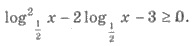 log²_{1/2} x − 2 log_{1/2} x − 3 ≥ 0.